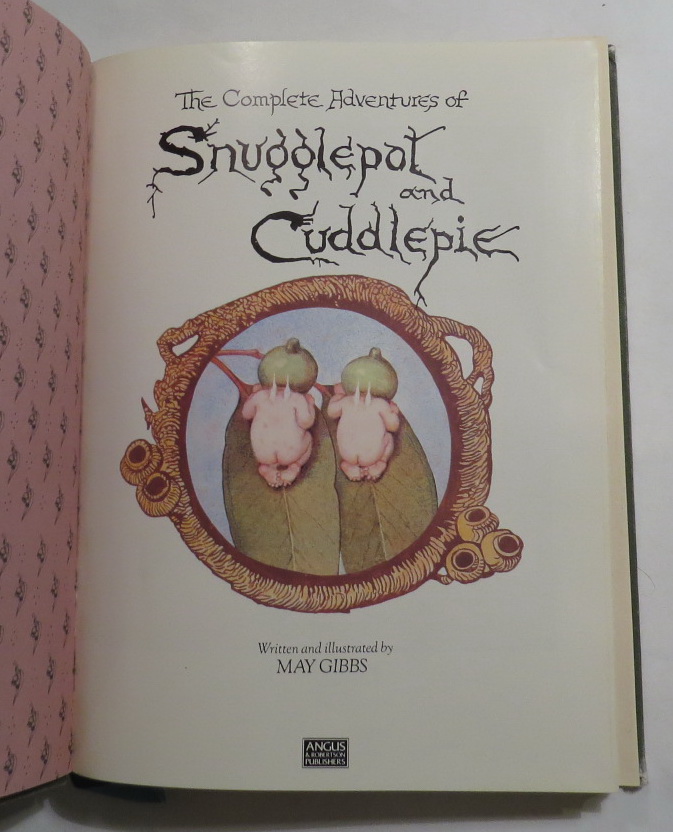 The Complete Adventures of
Snugglepot
and
Cuddlepie
Written and illustrated by
MAY GIBBS
ANGUS
& ROBERTSON
PUBLISHERS